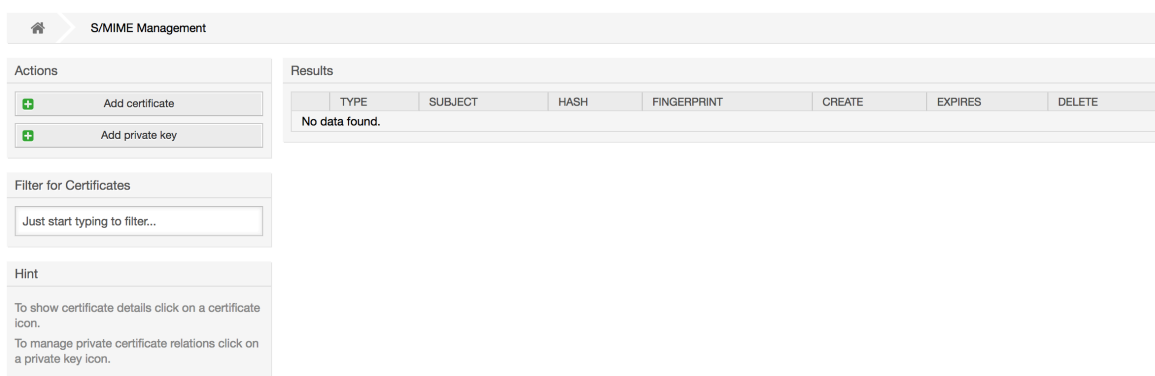 S/MIME Management
Actions
Add certificate
Add private key
Filter for Certificates
Just start typing to filter...
Hint
To show certificate details click on a certificate
icon.
To manage private certificate relations click on
a private key icon.
Results
TYPE SUBJECT HASH FINGERPRINT CREATE EXPIRES DELETE
No data found.